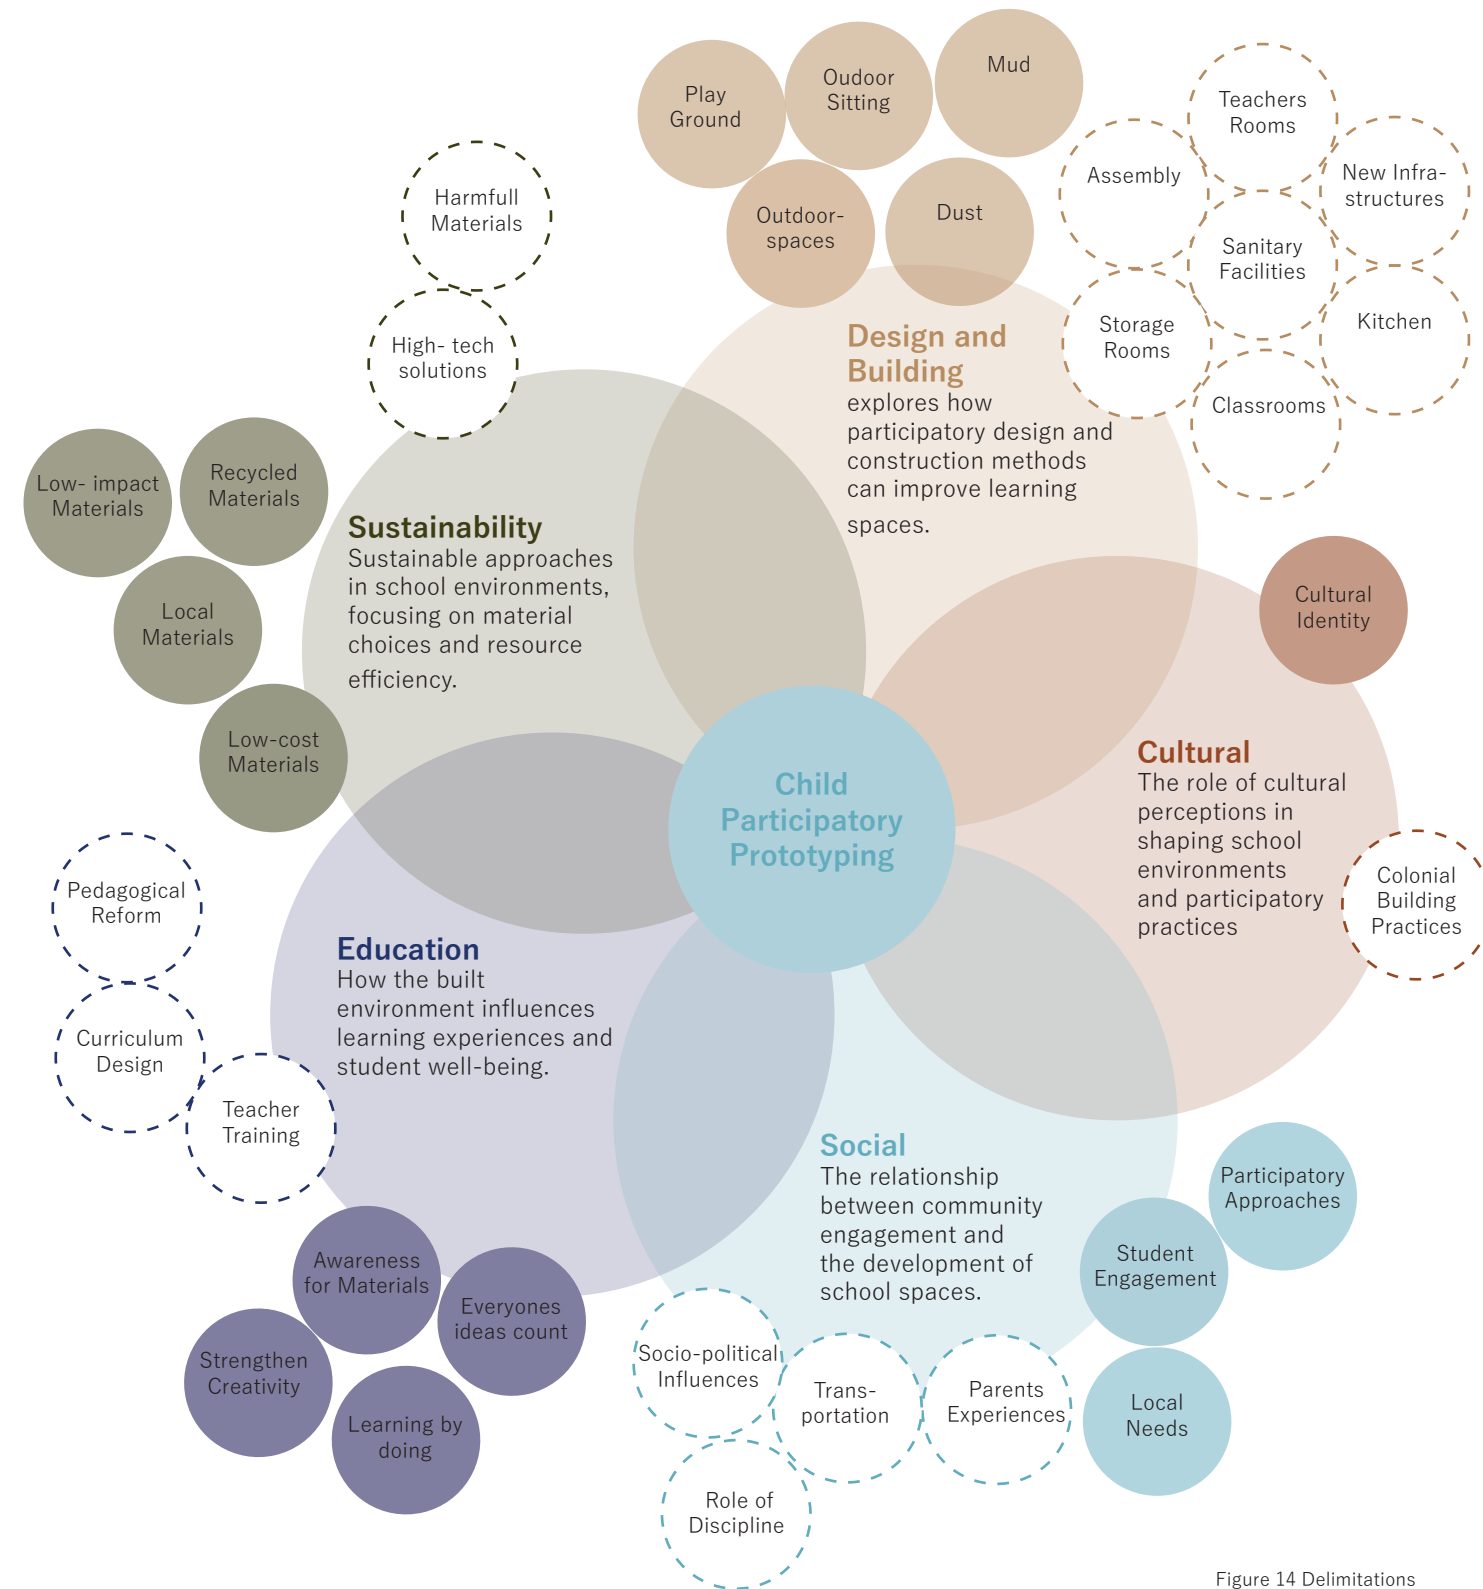 Play
Ground
Oudoor
Sitting
Mud
Outdoor-
spaces
Dust
Teachers
Rooms
Assembly
New Infra-
structures
Sanitary
Facilities
Storage
Rooms
Kitchen
Classrooms
Harmfull
Materials
High- tech
solutions
Design and
Building
explores how
participatory design and
construction methods
can improve learning
spaces.
Low- impact
Materials
Recycled
Materials
Local
Materials
Low-cost
Materials
Sustainability
Sustainable approaches
in school environments,
focusing on material
choices and resource
efficiency.
Cultural
Identity
Cultural
The role of cultural
perceptions in
shaping school
environments
and participatory
practices
Colonial
Building
Practices
Child
Participatory
Prototyping
Pedagogical
Reform
Curriculum
Design
Teacher
Training
Education
How the built
environment influences
learning experiences and
student well-being.
Awareness
for Materials
Everyones
ideas count
Strengthen
Creativity
Learning by
doing
Social
The relationship
between community
engagement and
the development of
school spaces.
Participatory
Approaches
Student
Engagement
Local
Needs
Socio-political
Influences
Trans-
portation
Parents
Experiences
Role of
Discipline
Figure 14 Delimitations